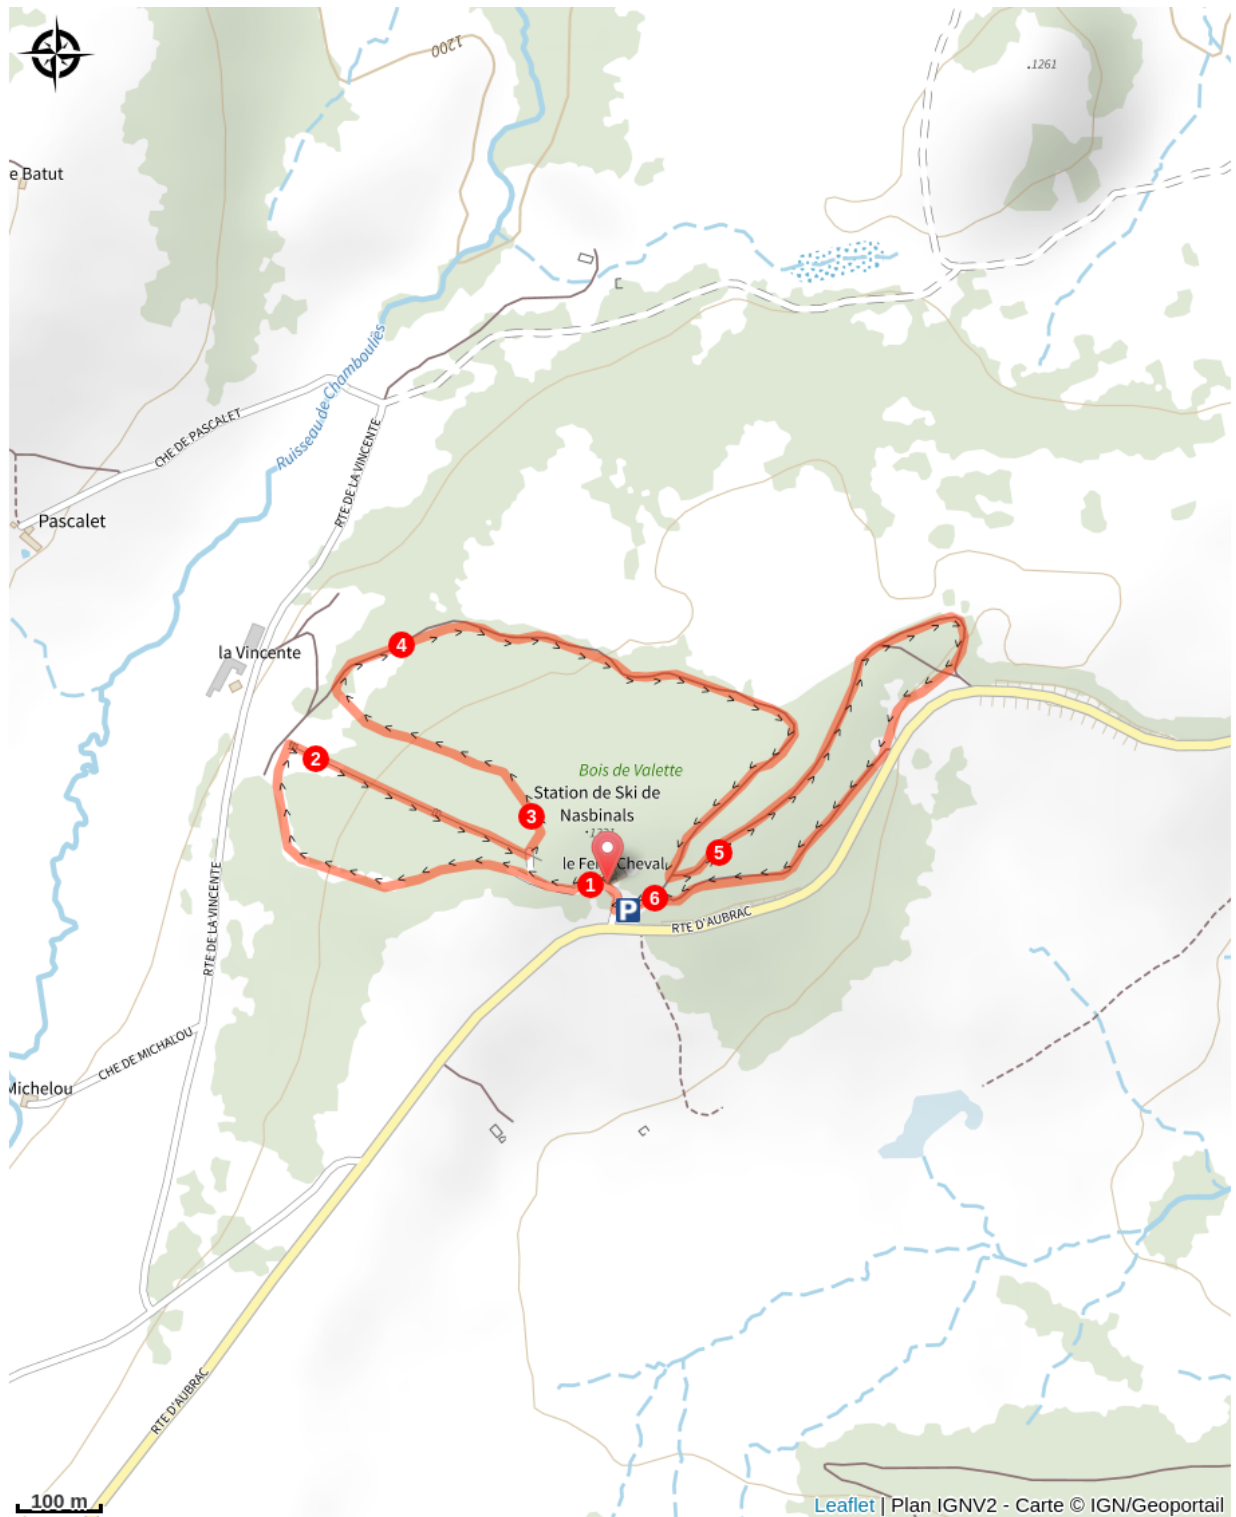 1200
.1261
e Batut
Ruisseau de Chambouliès
CHE DE PASCALET
RTE DE LA VINCENTE
Pascalet
4
la Vincente
2
Bois de Valette
Station de Ski de
Nasbinals
3
le Fer Cheval
5
1
6
P
RTE D'AUBRAC
RTE DE LA VINCENTE
CHE DE MICHALOU
Michelou
RTE D'AUBRAC
100 m
Leaflet | Plan IGNV2 - Carte © IGN/Geoportail